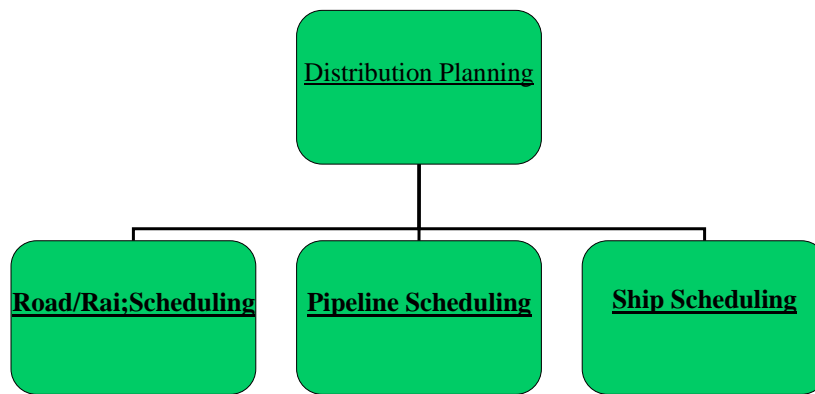 Distribution Planning
Road/Rai;Scheduling
Pipeline Scheduling
Ship Scheduling